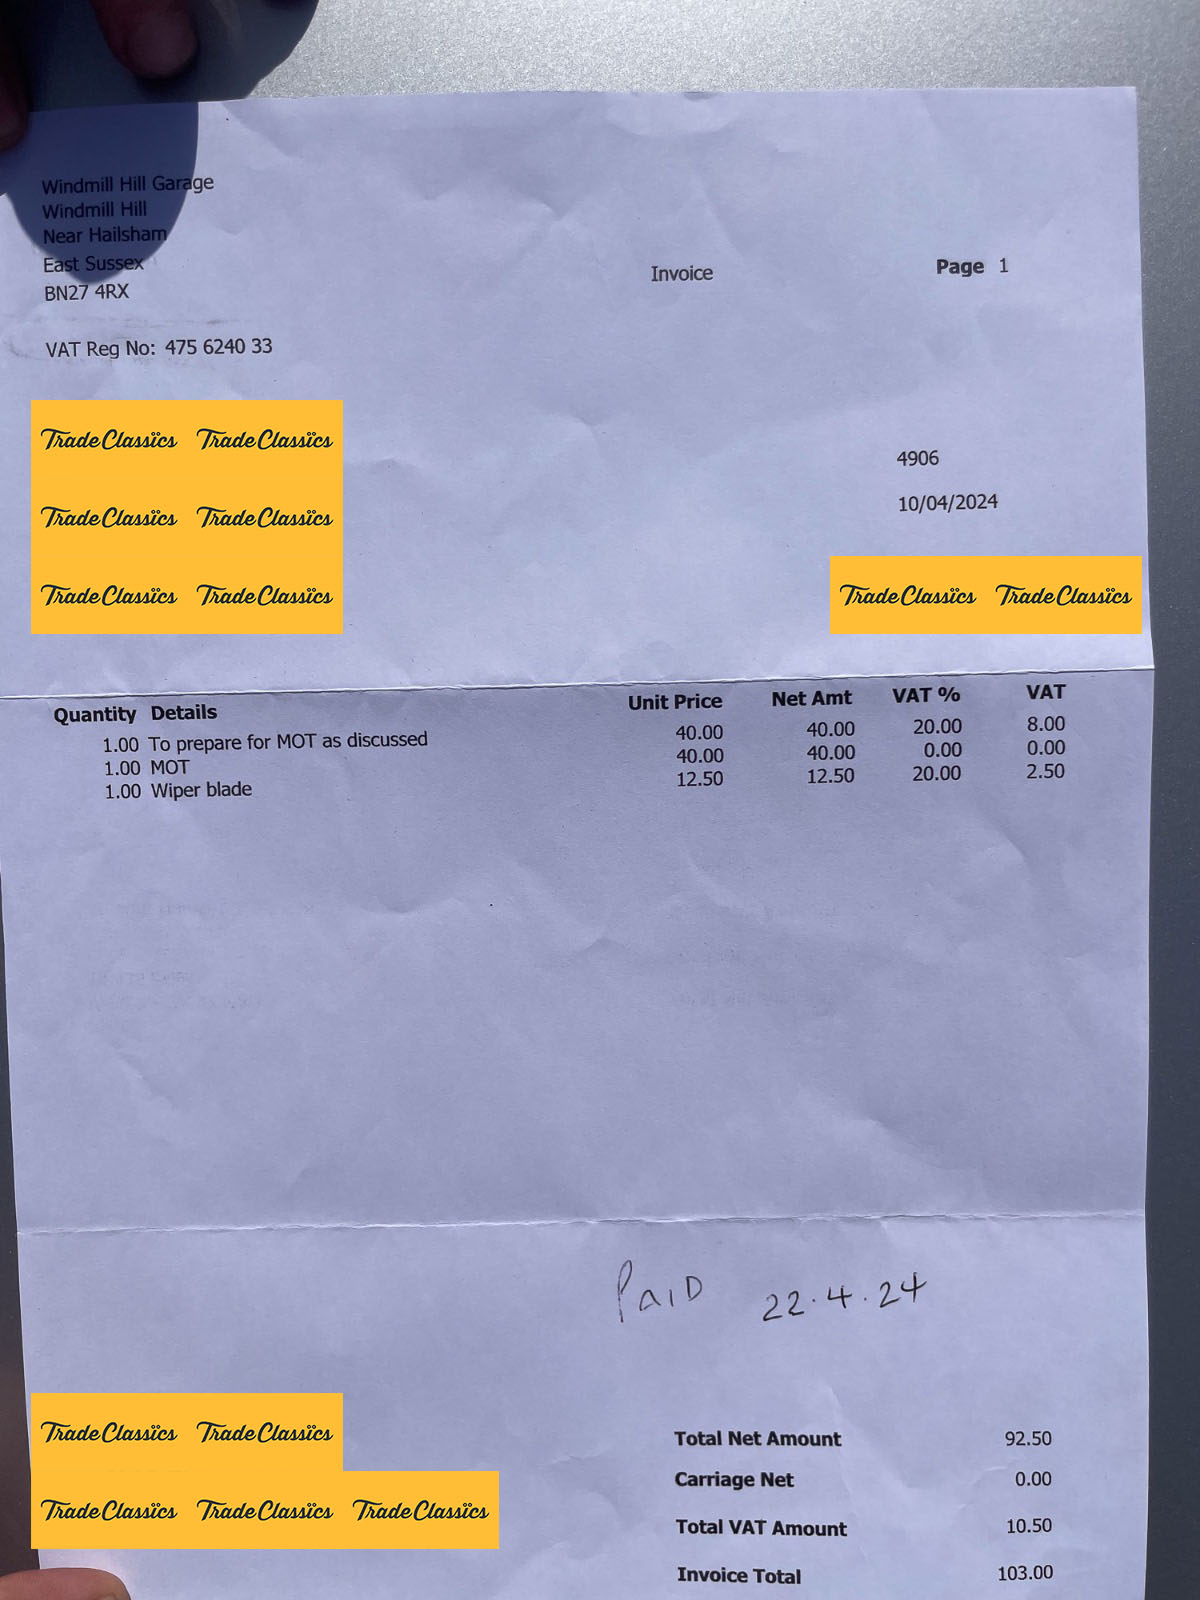 Windmill Hill Garage
Windmill Hill
Near Hailsham
East Sussex
BN27 4RX
Invoice
Page 1
VAT Reg No: 475 6240 33
TradeClassics TradeClassics
TradeClassics TradeClassics
TradeClassics TradeClassics
4906
10/04/2024
TradeClassics TradeClassics
Quantity Details Unit Price Net Amt VAT % VAT
1.00 To prepare for MOT as discussed 40.00 40.00 20.00 8.00
1.00 MOT 40.00 40.00 0.00 0.00
1.00 Wiper blade 12.50 12.50 20.00 2.50
PAID 22.4.24
TradeClassics TradeClassics
TradeClassics TradeClassics TradeClassics
Total Net Amount 92.50
Carriage Net 0.00
Total VAT Amount 10.50
Invoice Total 103.00